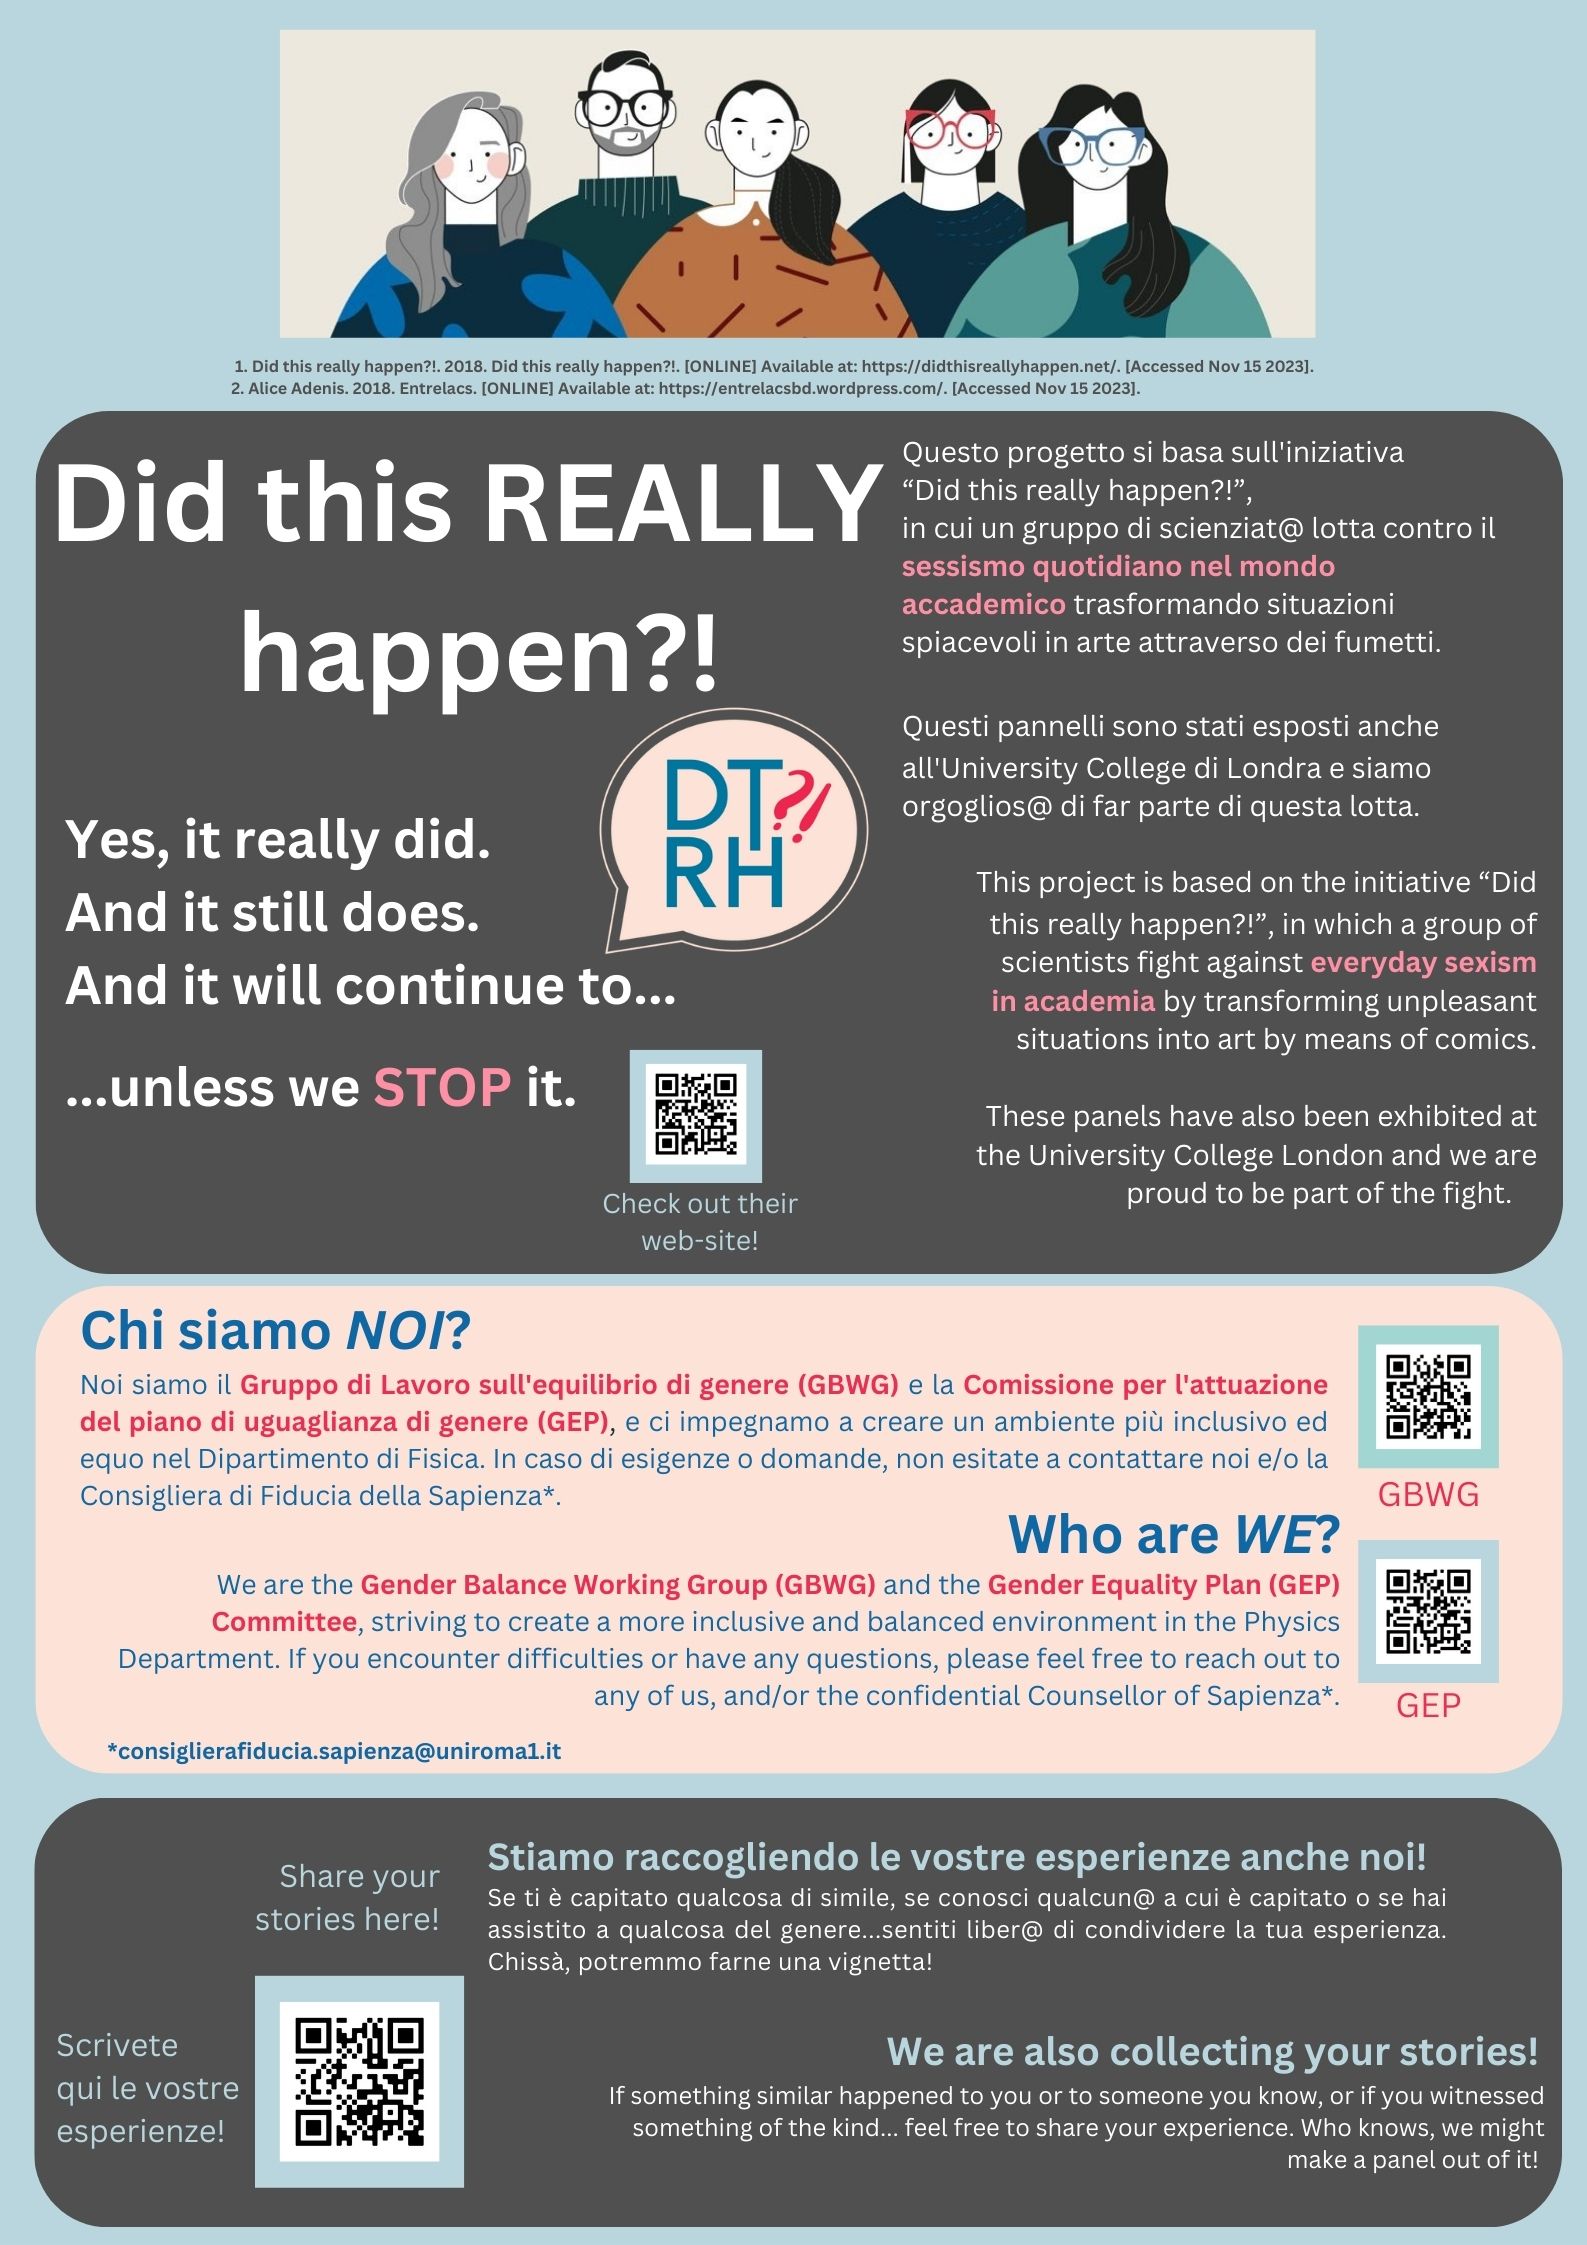 1. Did this really happen?!. 2018. Did this really happen?!. [ONLINE] Available at: https://didthisreallyhappen.net/. [Accessed Nov 15 2023].
2. Alice Adenis. 2018. Entrelacs. [ONLINE] Available at: https://entrelacsbd.wordpress.com/. [Accessed Nov 15 2023].
Did this REALLY
happen?!
DT?!
RH
Yes, it really did.
And it still does.
And it will continue to...
...unless we STOP it.
Check out their
web-site!
Questo progetto si basa sull'iniziativa
“Did this really happen?!”,
in cui un gruppo di scienziat@ lotta contro il
sessismo quotidiano nel mondo
accademico trasformando situazioni
spiacevoli in arte attraverso dei fumetti.
Questi pannelli sono stati esposti anche
all'University College di Londra e siamo
orgoglios@ di far parte di questa lotta.
This project is based on the initiative “Did
this really happen?!”, in which a group of
scientists fight against everyday sexism
in academia by transforming unpleasant
situations into art by means of comics.
These panels have also been exhibited at
the University College London and we are
proud to be part of the fight.
Chi siamo NOI?
Noi siamo il Gruppo di Lavoro sull'equilibrio di genere (GBWG) e la Comissione per l'attuazione
del piano di uguaglianza di genere (GEP), e ci impegnamo a creare un ambiente più inclusivo ed
equo nel Dipartimento di Fisica. In caso di esigenze o domande, non esitate a contattare noi e/o la
Consigliera di Fiducia della Sapienza*.
GBWG
Who are WE?
We are the Gender Balance Working Group (GBWG) and the Gender Equality Plan (GEP)
Committee, striving to create a more inclusive and balanced environment in the Physics
Department. If you encounter difficulties or have any questions, please feel free to reach out to
any of us, and/or the confidential Counsellor of Sapienza*.
GEP
*consiglierafiducia.sapienza@uniroma1.it
Share your
stories here!
Scrivete
qui le vostre
esperienze!
Stiamo raccogliendo le vostre esperienze anche noi!
Se ti è capitato qualcosa di simile, se conosci qualcun@ a cui è capitato o se hai
assistito a qualcosa del genere...sentiti liber@ di condividere la tua esperienza.
Chissà, potremmo farne una vignetta!
We are also collecting your stories!
If something similar happened to you or to someone you know, or if you witnessed
something of the kind... feel free to share your experience. Who knows, we might
make a panel out of it!